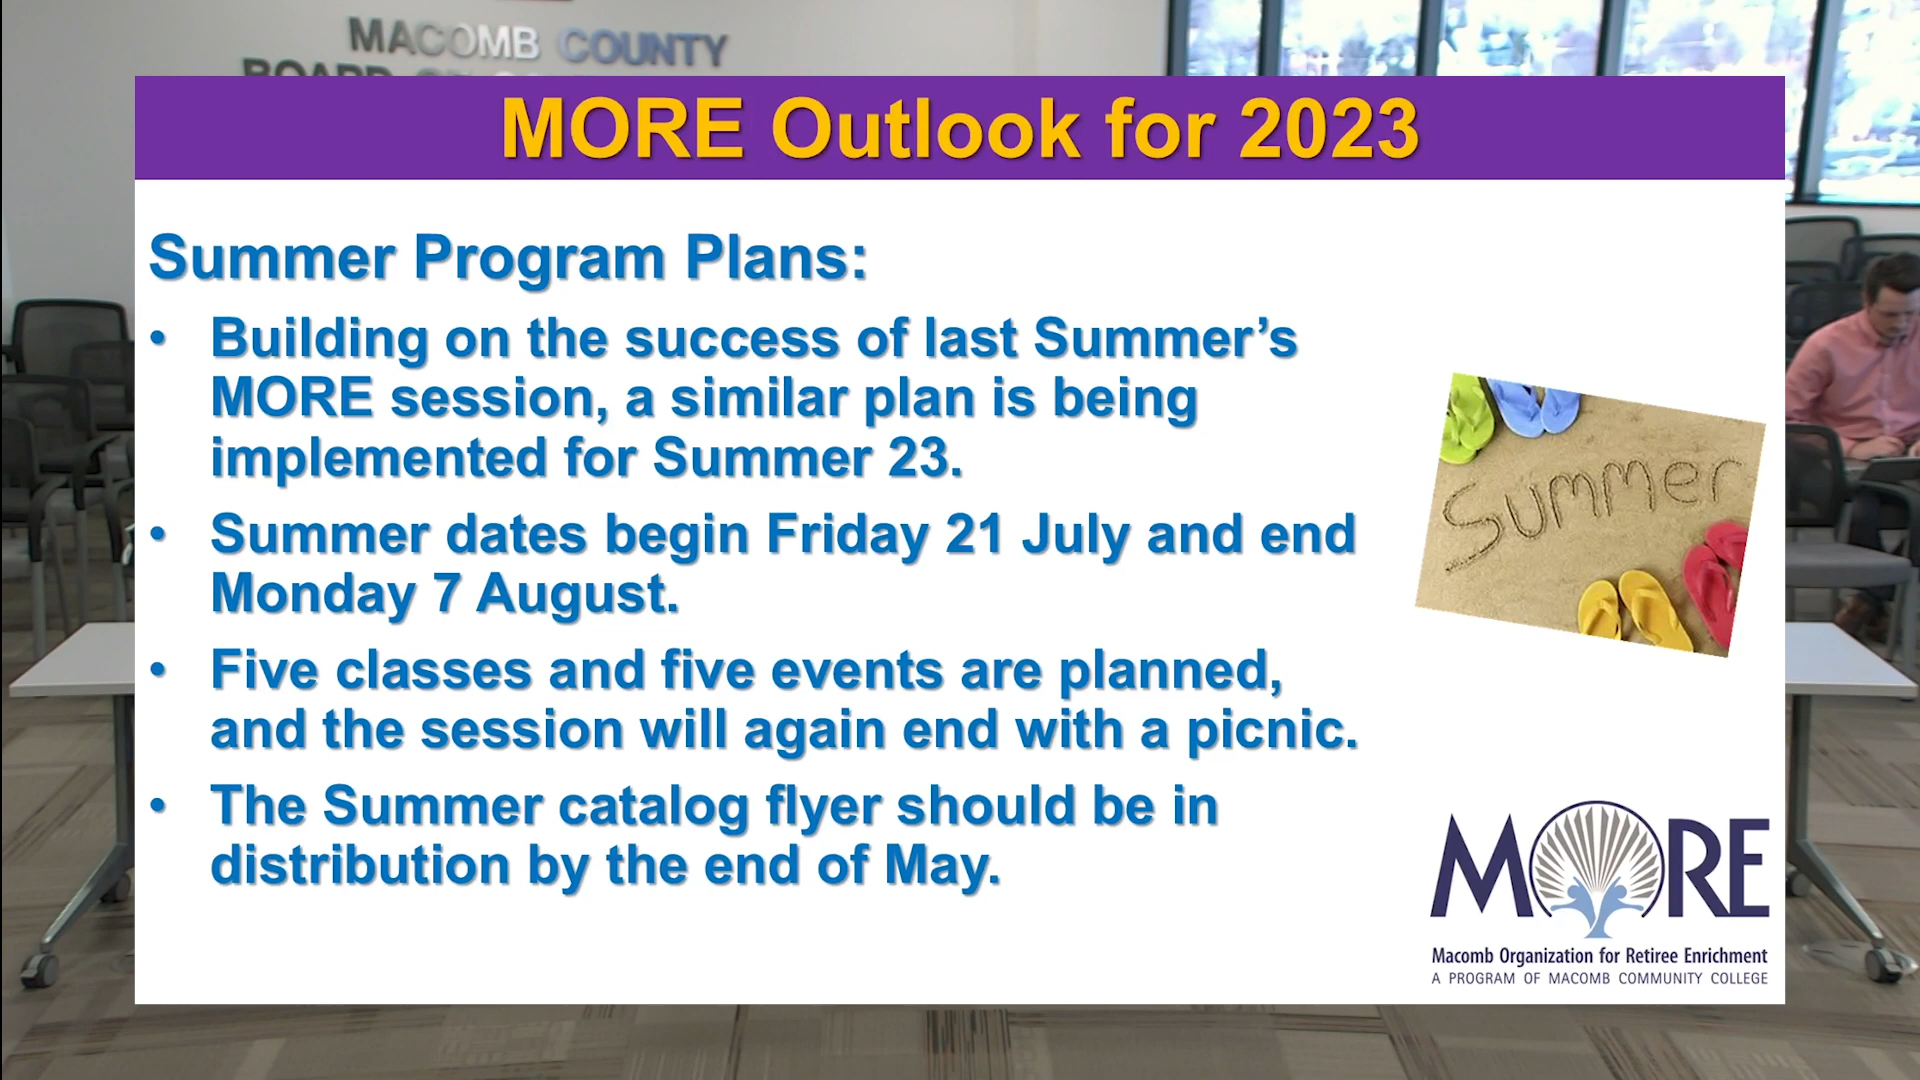 MACOMB COUNTY
BOARD OF
MORE Outlook for 2023
Summer Program Plans:
• Building on the success of last Summer’s
MORE session, a similar plan is being
implemented for Summer 23.
• Summer dates begin Friday 21 July and end
Monday 7 August.
• Five classes and five events are planned,
and the session will again end with a picnic.
• The Summer catalog flyer should be in
distribution by the end of May.
Summer
MORE
Macomb Organization for Retiree Enrichment
A PROGRAM OF MACOMB COMMUNITY COLLEGE